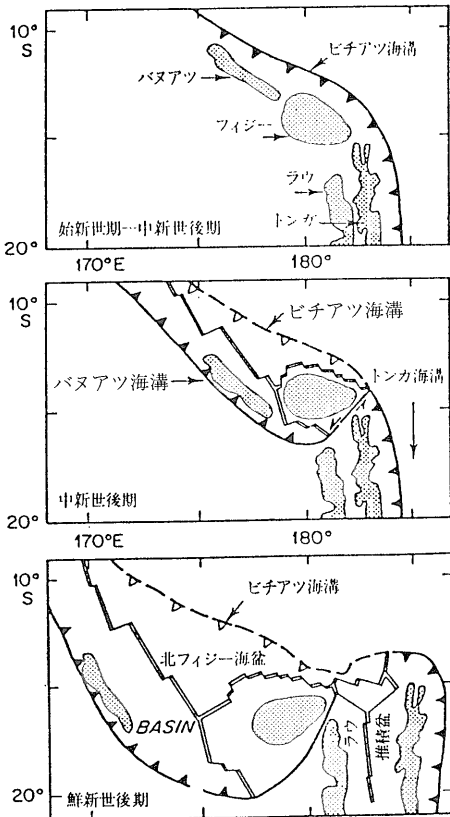 10°
S
ビチアツ海溝
バヌアツ
フィジー
ラウ
トンガ
始新世期―中新世後期
20°
170°E
180°
10°
S
ビチアツ海溝
トンカ海溝
バヌアツ海溝
中新世後期
20°
170°E
180°
10°
S
ビチアツ海溝
北フィジー海盆
BASIN
ラウ
堆積盆
鮮新世後期
20°
170°E
180°